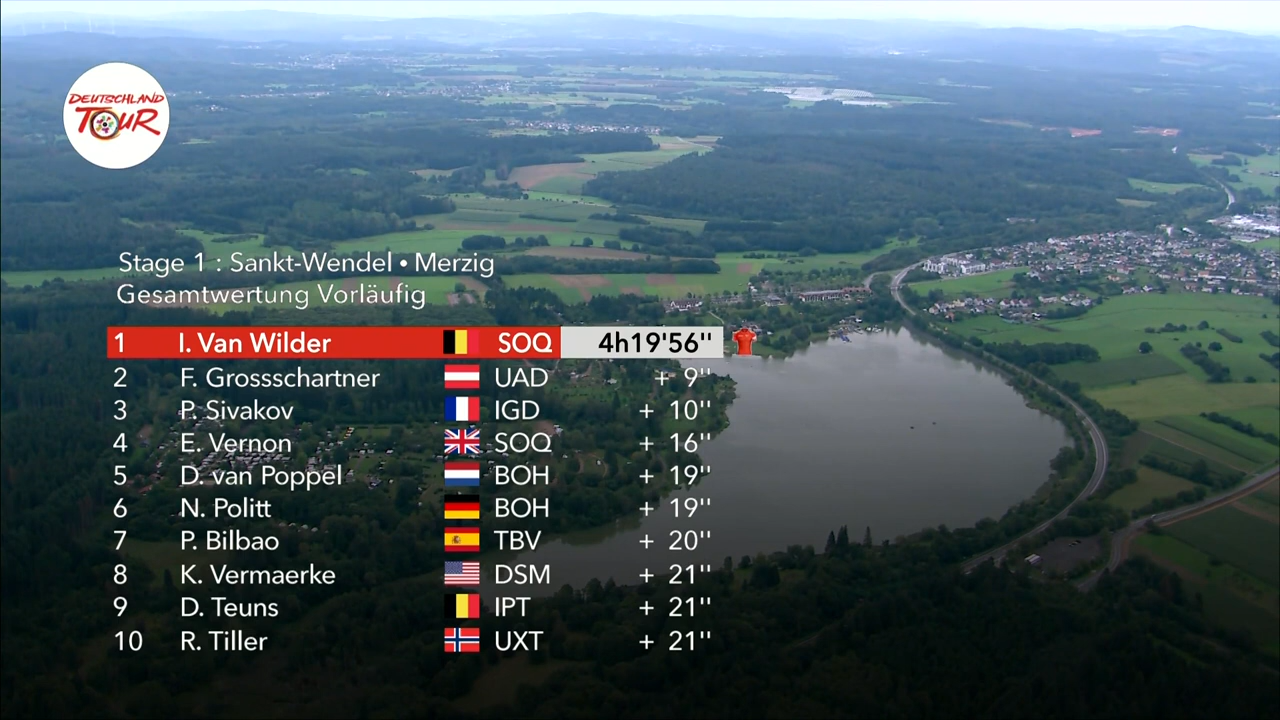 DEUTSCHLAND
TOUR
Stage 1 : Sankt-Wendel • Merzig
Gesamtwertung Vorläufig
1 I. Van Wilder SOQ 4h19'56''
2 F. Grossschartner UAD + 9''
3 P. Sivakov IGD + 10''
4 E. Vernon SOQ + 16''
5 D. van Poppel BOH + 19''
6 N. Politt BOH + 19''
7 P. Bilbao TBV + 20''
8 K. Vermaerke DSM + 21''
9 D. Teuns IPT + 21''
10 R. Tiller UXT + 21''